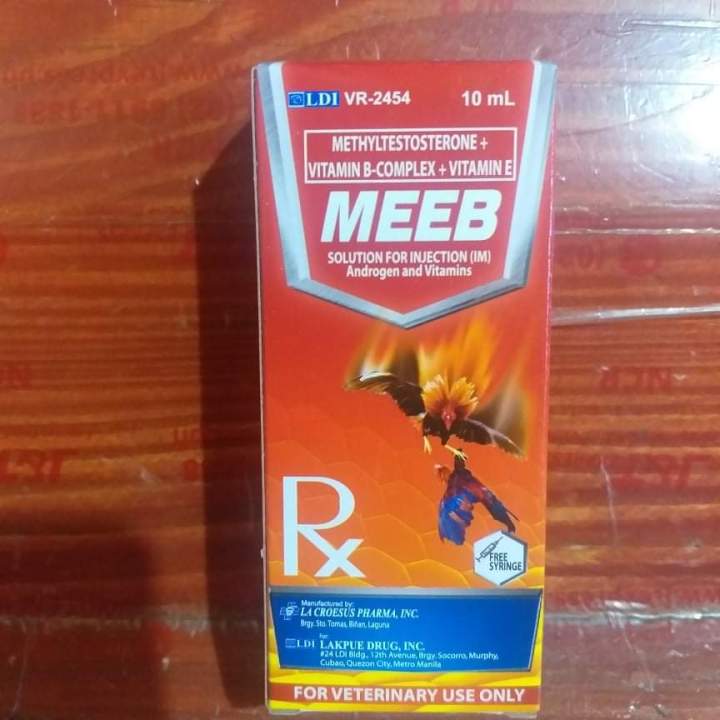 LDI VR-2454 10 mL
METHYLTESTOSTERONE +
VITAMIN B-COMPLEX + VITAMIN E
MEEB
SOLUTION FOR INJECTION (IM)
Androgen and Vitamins
Rx
FREE
SYRINGE
Manufactured by:
LA CROESUS PHARMA, INC.
Brgy. Sto. Tomas, Biñan, Laguna
for:
LDI LAKPUE DRUG, INC.
#24 LDI Bldg., 12th Avenue, Brgy. Socorro, Murphy,
Cubao, Quezon City, Metro Manila
FOR VETERINARY USE ONLY